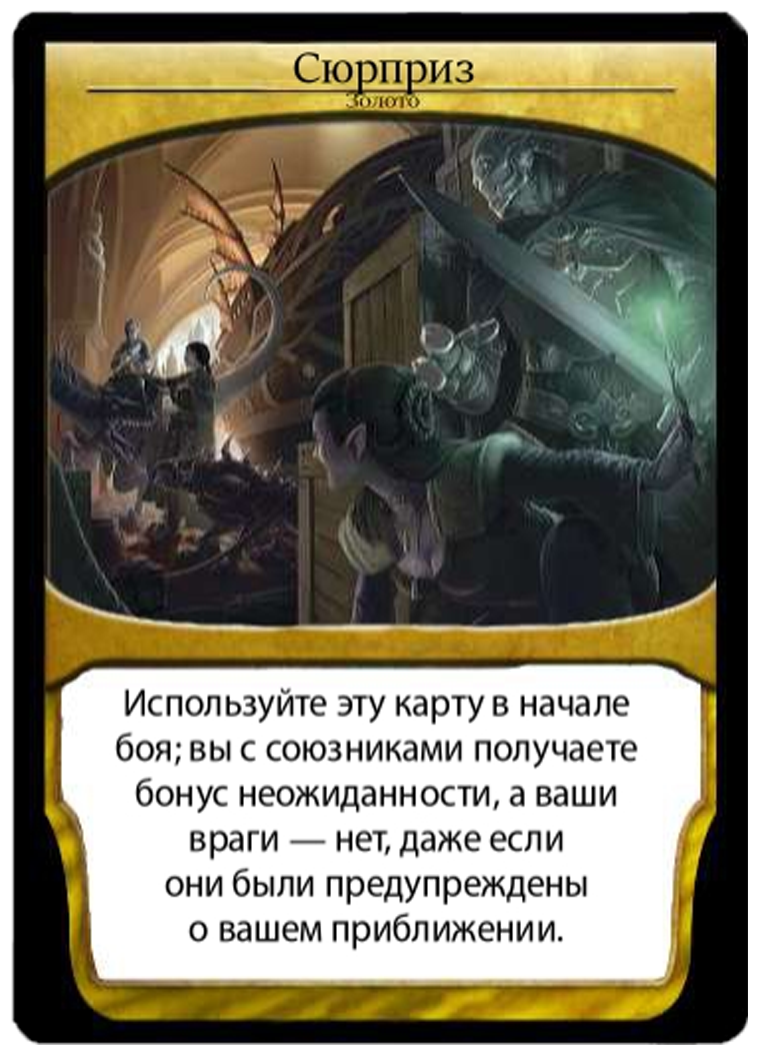 Сюрприз
Золото
Используйте эту карту в начале
боя; вы с союзниками получаете
бонус неожиданности, а ваши
враги — нет, даже если
они были предупреждены
о вашем приближении.